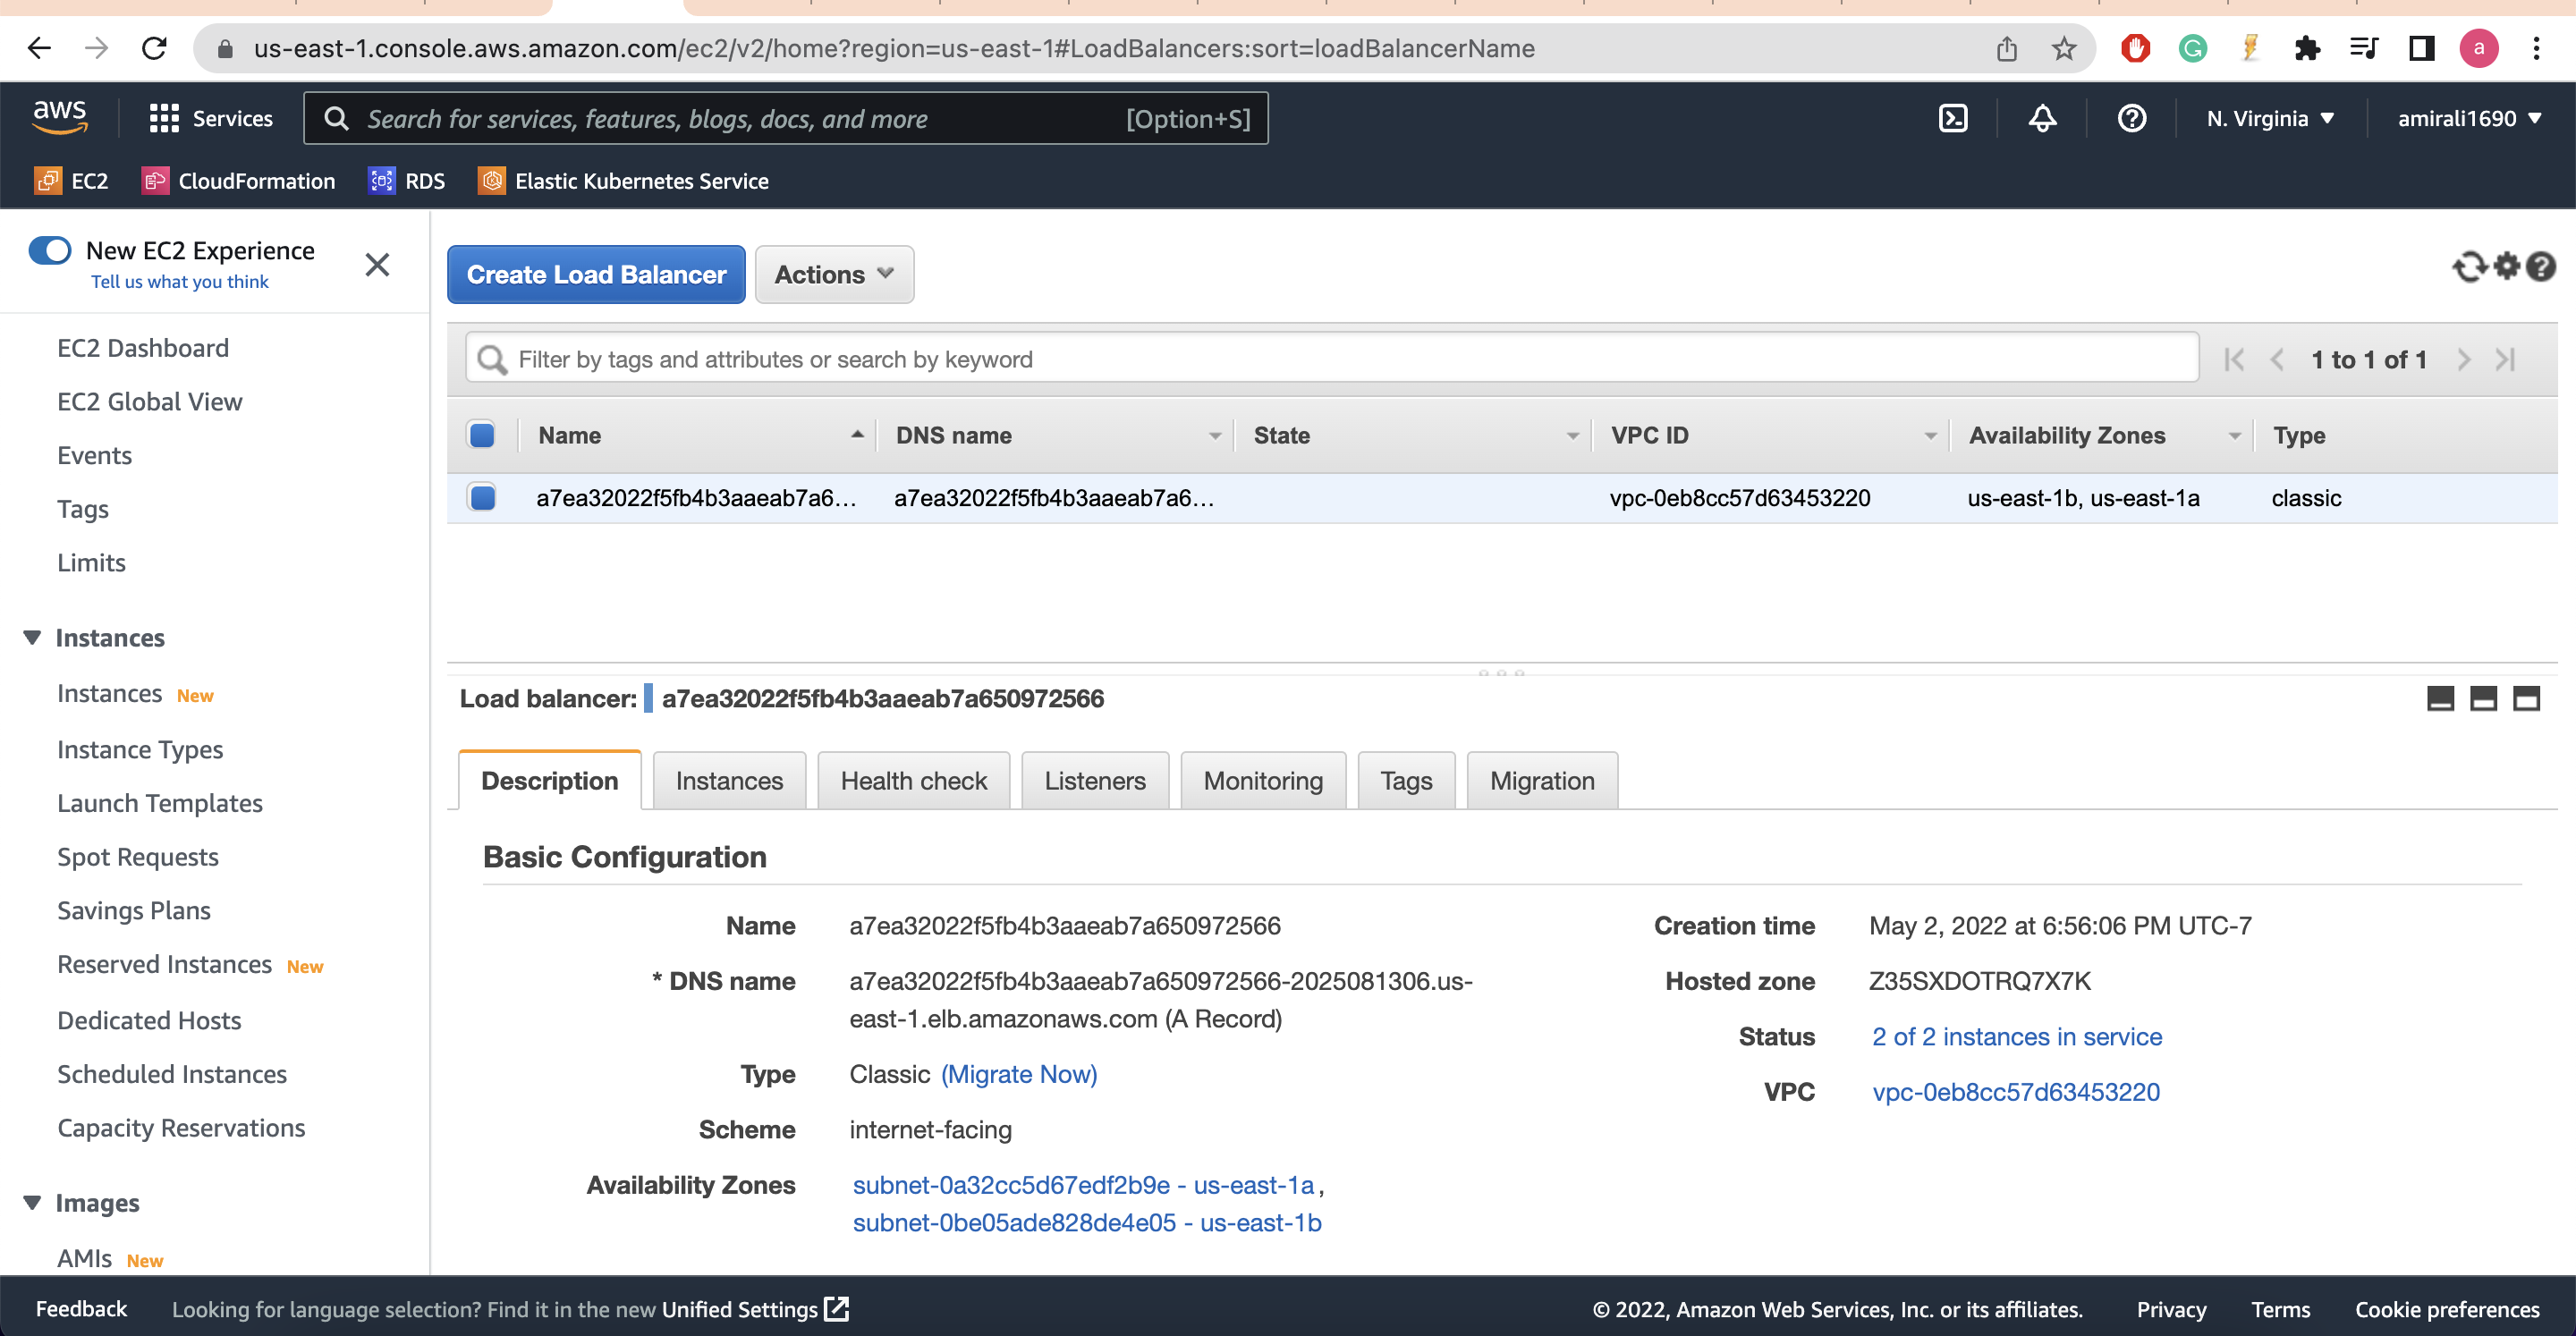 us-east-1.console.aws.amazon.com/ec2/v2/home?region=us-east-1#LoadBalancers:sort=loadBalancerName
a
aws
Services
Search for services, features, blogs, docs, and more
[Option+S]
N. Virginia
amirali1690
EC2
CloudFormation
RDS
Elastic Kubernetes Service
New EC2 Experience
Tell us what you think
EC2 Dashboard
EC2 Global View
Events
Tags
Limits
Instances
Instances New
Instance Types
Launch Templates
Spot Requests
Savings Plans
Reserved Instances New
Dedicated Hosts
Scheduled Instances
Capacity Reservations
Images
AMIs New
Create Load Balancer
Actions
Filter by tags and attributes or search by keyword
1 to 1 of 1
Name DNS name State VPC ID Availability Zones Type
a7ea32022f5fb4b3aaeab7a6... a7ea32022f5fb4b3aaeab7a6... vpc-0eb8cc57d63453220 us-east-1b, us-east-1a classic
Load balancer: a7ea32022f5fb4b3aaeab7a650972566
Description Instances Health check Listeners Monitoring Tags Migration
Basic Configuration
Name a7ea32022f5fb4b3aaeab7a650972566
* DNS name a7ea32022f5fb4b3aaeab7a650972566-2025081306.us-
east-1.elb.amazonaws.com (A Record)
Type Classic (Migrate Now)
Scheme internet-facing
Availability Zones subnet-0a32cc5d67edf2b9e - us-east-1a,
subnet-0be05ade828de4e05 - us-east-1b
Creation time May 2, 2022 at 6:56:06 PM UTC-7
Hosted zone Z35SXDOTRQ7X7K
Status 2 of 2 instances in service
VPC vpc-0eb8cc57d63453220
Feedback
Looking for language selection? Find it in the new Unified Settings
© 2022, Amazon Web Services, Inc. or its affiliates.
Privacy
Terms
Cookie preferences